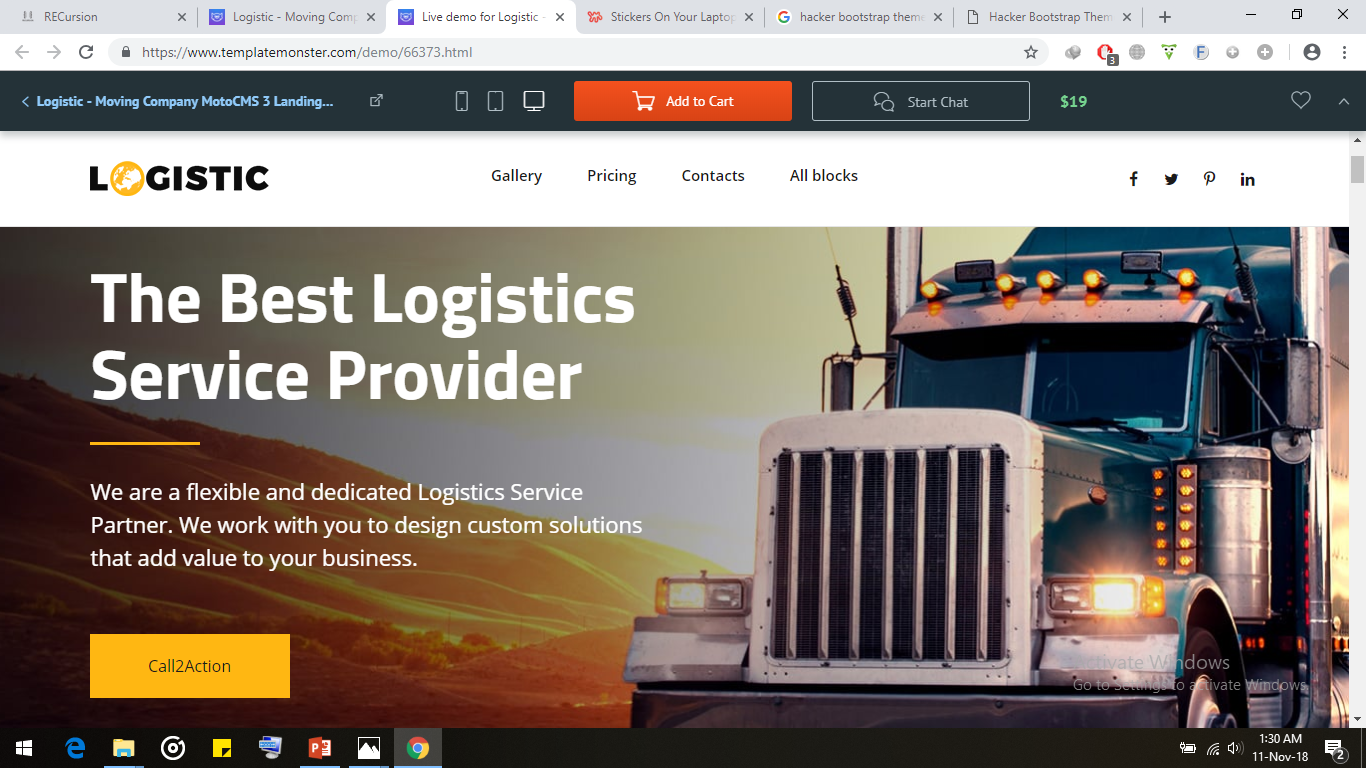 RECursion
Logistic - Moving Comp
Live demo for Logistic -
Stickers On Your Laptop
hacker bootstrap theme
Hacker Bootstrap Them
https://www.templatemonster.com/demo/66373.html
3
Logistic - Moving Company MotoCMS 3 Landing...
Add to Cart
Start Chat
$19
LOGISTIC
Gallery
Pricing
Contacts
All blocks
The Best Logistics
Service Provider
We are a flexible and dedicated Logistics Service
Partner. We work with you to design custom solutions
that add value to your business.
Call2Action
Activate Windows
Go to Settings to activate Windows.
1:30 AM
11-Nov-18
2